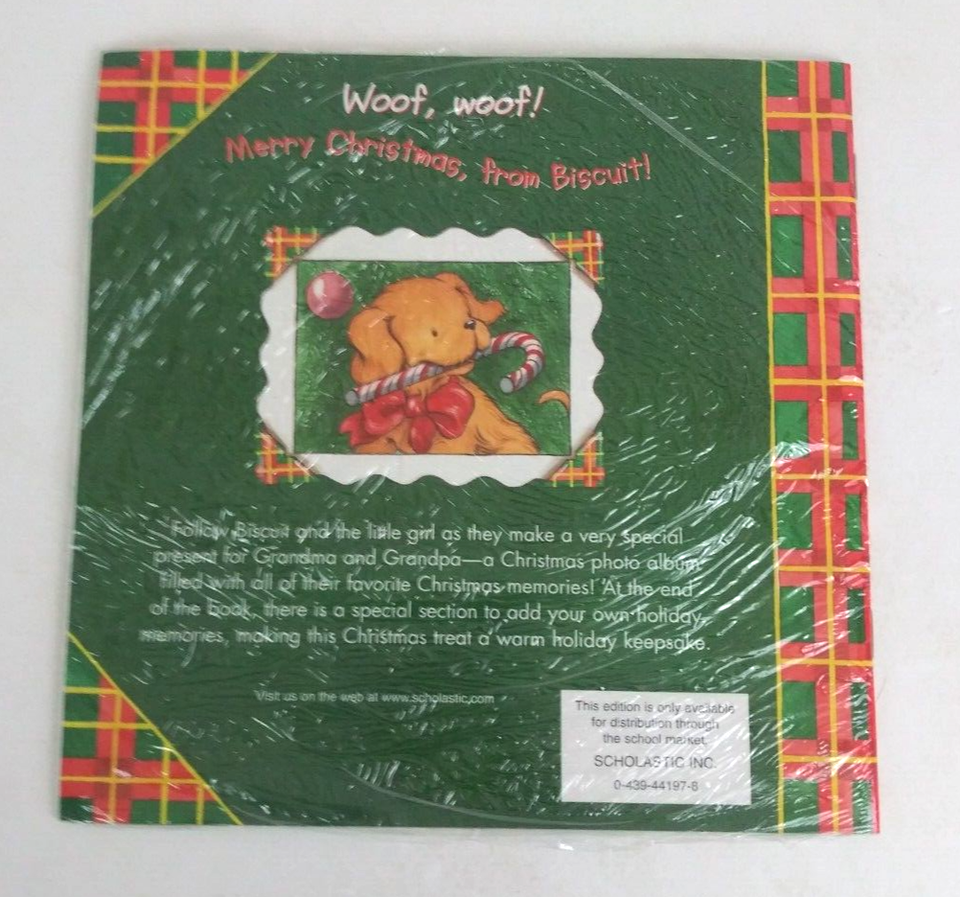 Woof, woof!
Merry Christmas, from Biscuit!
Follow Biscuit and the little girl as they make a very special
present for Grandma and Grandpa—a Christmas photo album
filled with all of their favorite Christmas memories! At the end
of the book, there is a special section to add your own holiday
memories, making this Christmas treat a warm holiday keepsake.
Visit us on the web at www.scholastic.com
This edition is only available
for distribution through
the school market.
SCHOLASTIC INC.
0-439-44197-8